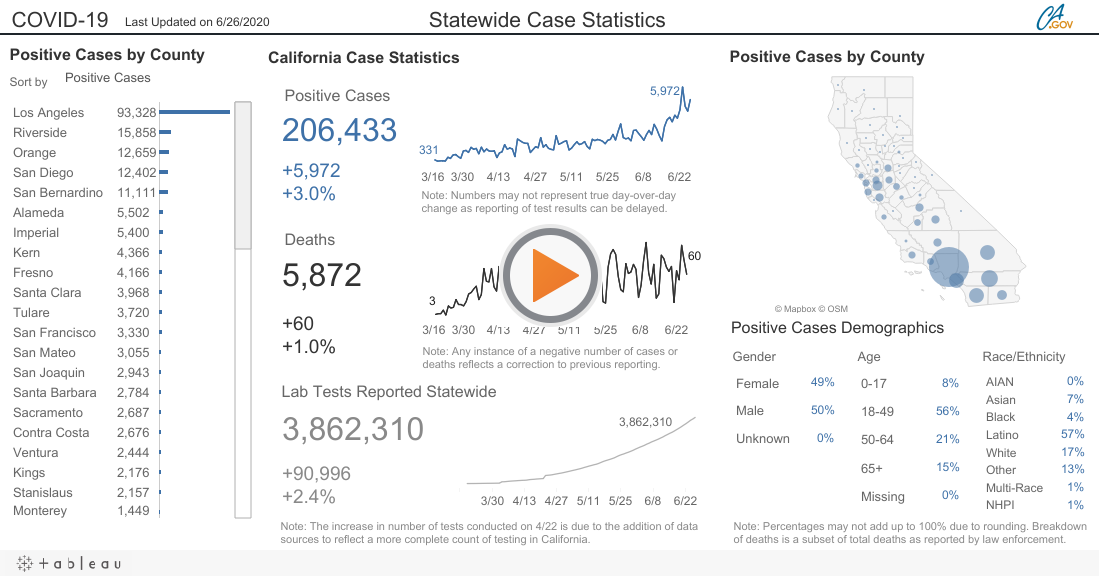 COVID-19 Last Updated on 6/26/2020
Statewide Case Statistics
CA.GOV
Positive Cases by County
Sort by Positive Cases
Los Angeles 93,328
Riverside 15,858
Orange 12,659
San Diego 12,402
San Bernardino 11,111
Alameda 5,502
Imperial 5,400
Kern 4,366
Fresno 4,166
Santa Clara 3,968
Tulare 3,720
San Francisco 3,330
San Mateo 3,055
San Joaquin 2,943
Santa Barbara 2,784
Sacramento 2,687
Contra Costa 2,676
Ventura 2,444
Kings 2,176
Stanislaus 2,157
Monterey 1,449
California Case Statistics
Positive Cases
206,433
+5,972
+3.0%
5,972
331
3/16 3/30 4/13 4/27 5/11 5/25 6/8 6/22
Note: Numbers may not represent true day-over-day
change as reporting of test results can be delayed.
Deaths
5,872
+60
+1.0%
60
3
3/16 3/30 4/13 4/27 5/11 5/25 6/8 6/22
Note: Any instance of a negative number of cases or
deaths reflects a correction to previous reporting.
Lab Tests Reported Statewide
3,862,310
+90,996
+2.4%
3,862,310
3/30 4/13 4/27 5/11 5/25 6/8 6/22
Note: The increase in number of tests conducted on 4/22 is due to the addition of data
sources to reflect a more complete count of testing in California.
Positive Cases by County
© Mapbox © OSM
Positive Cases Demographics
Gender
Female 49%
Male 50%
Unknown 0%
Age
0-17 8%
18-49 56%
50-64 21%
65+ 15%
Missing 0%
Race/Ethnicity
AIAN 0%
Asian 7%
Black 4%
Latino 57%
White 17%
Other 13%
Multi-Race 1%
NHPI 1%
Note: Percentages may not add up to 100% due to rounding. Breakdown
of deaths is a subset of total deaths as reported by law enforcement.
+ableau